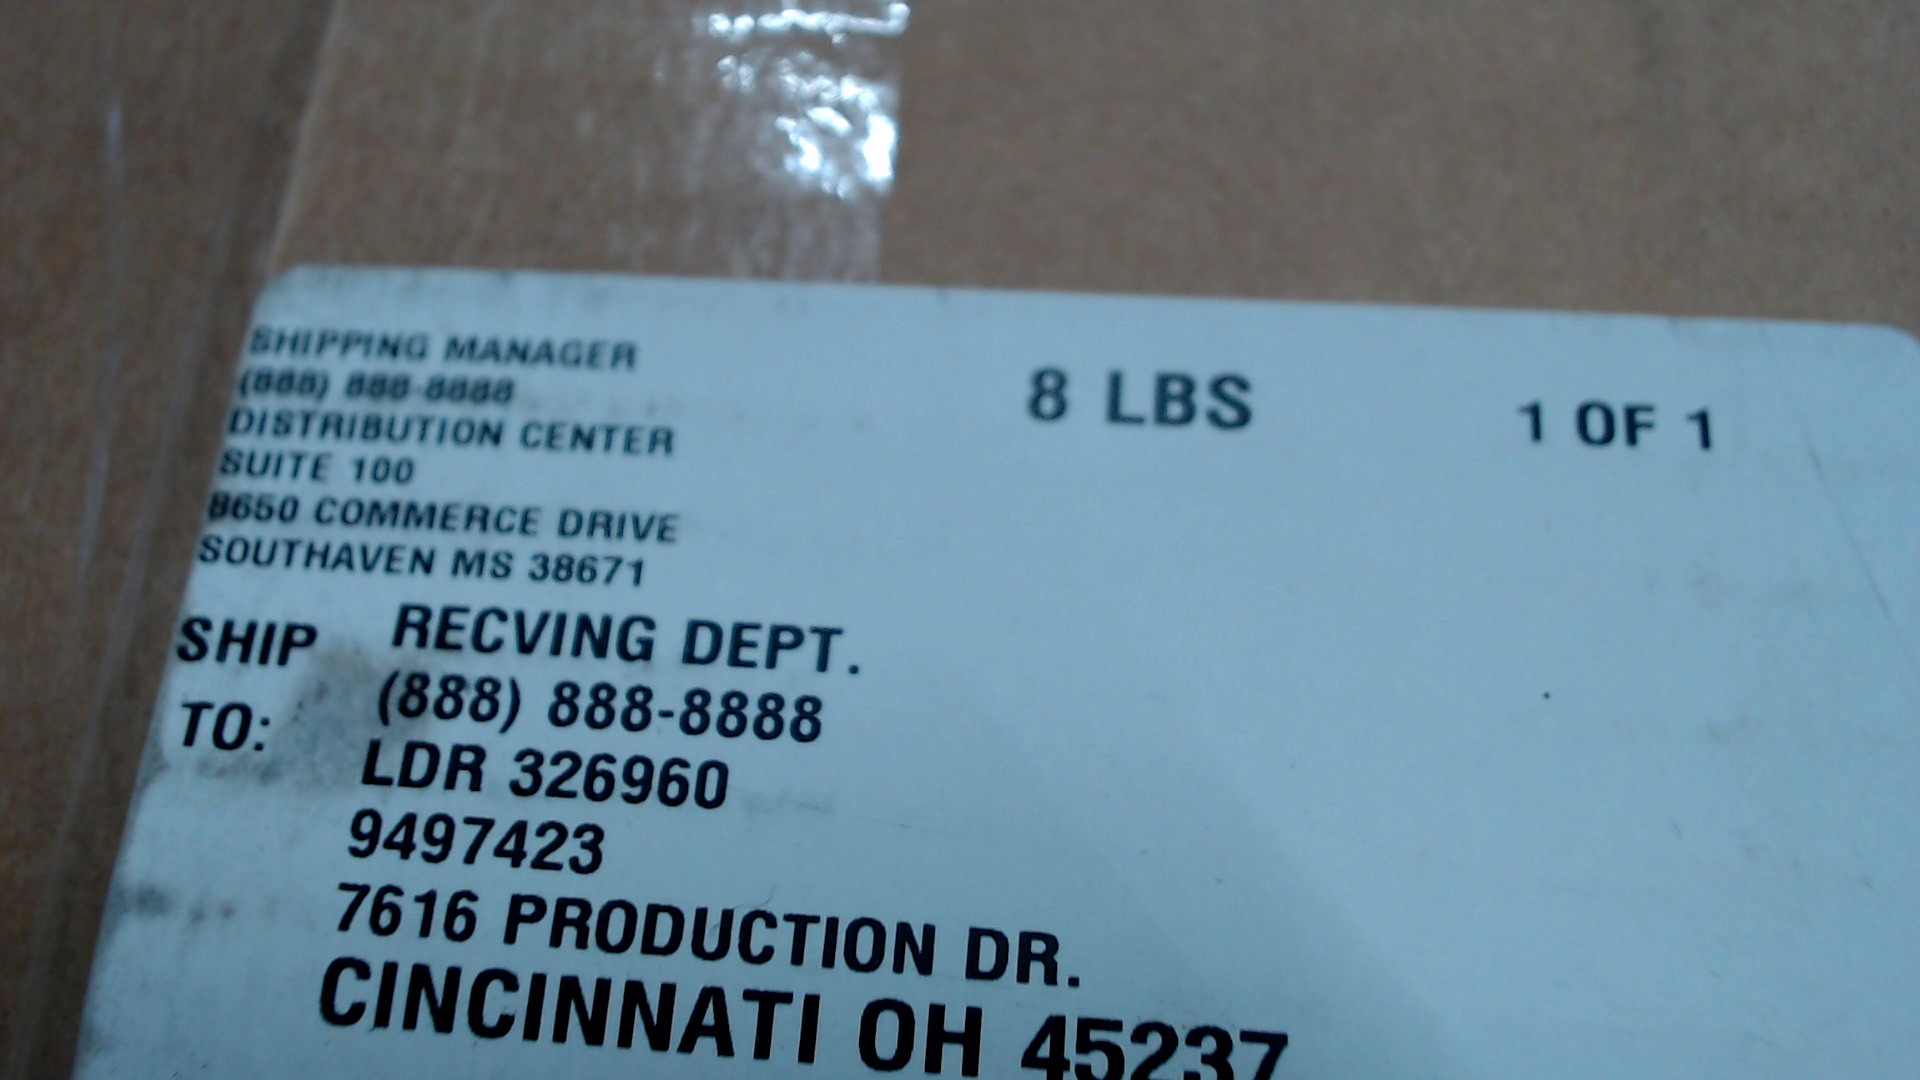 SHIPPING MANAGER
(888) 888-8888
DISTRIBUTION CENTER
SUITE 100
8650 COMMERCE DRIVE
SOUTHAVEN MS 38671
8 LBS
1 OF 1
SHIP TO:
RECVING DEPT.
(888) 888-8888
LDR 326960
9497423
7616 PRODUCTION DR.
CINCINNATI OH 45237